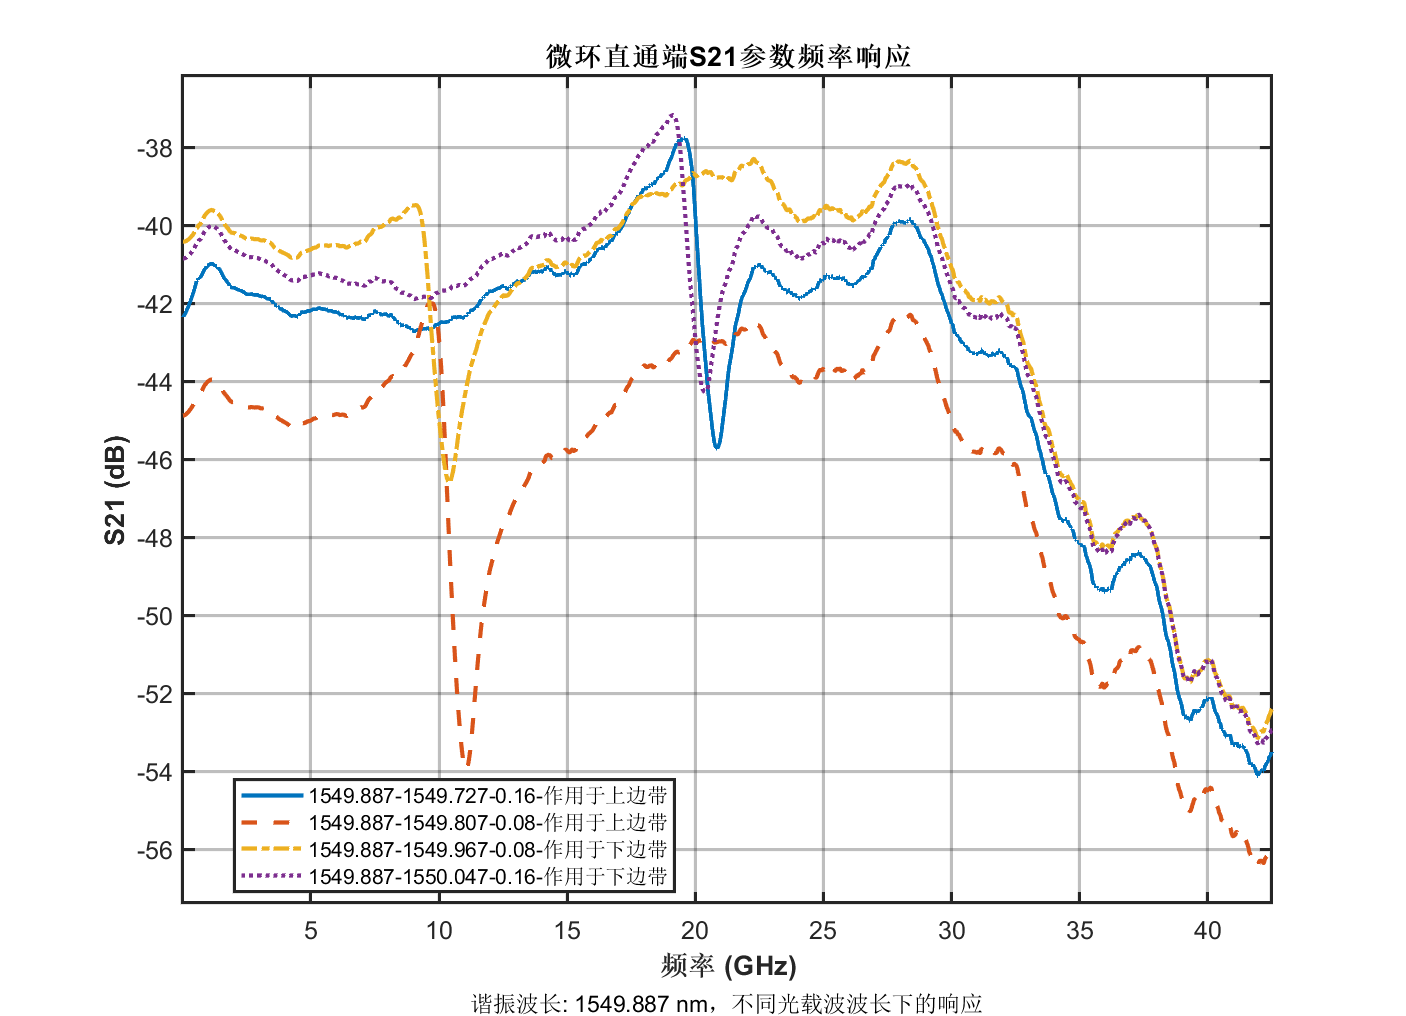 微环直通端S21参数频率响应
-38
-40
-42
-44
-46
-48
-50
-52
-54
-56
S21 (dB)
1549.887-1549.727-0.16-作用于上边带
1549.887-1549.807-0.08-作用于上边带
1549.887-1549.967-0.08-作用于下边带
1549.887-1550.047-0.16-作用于下边带
5 10 15 20 25 30 35 40
频率 (GHz)
谐振波长: 1549.887 nm，不同光载波波长下的响应